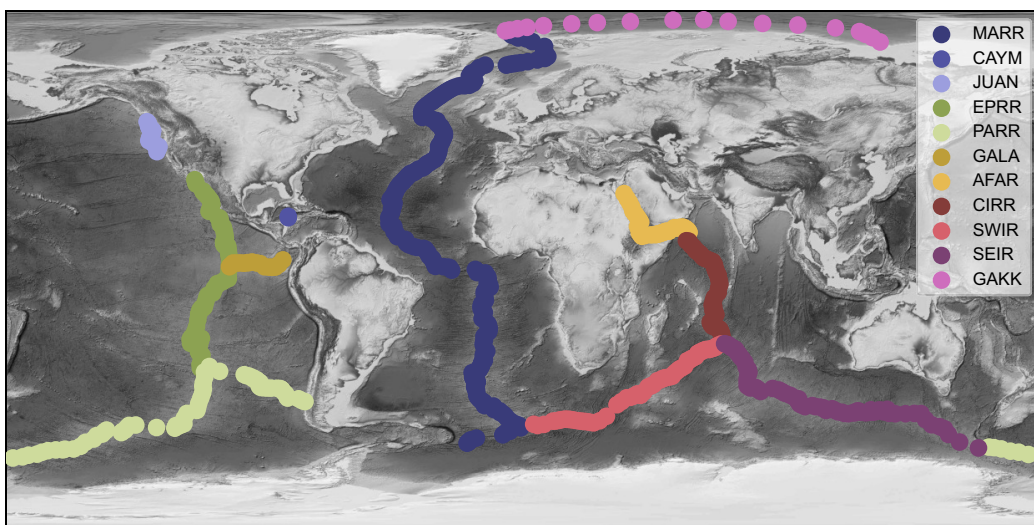 MARR
CAYM
JUAN
EPRR
PARR
GALA
AFAR
CIRR
SWIR
SEIR
GAKK